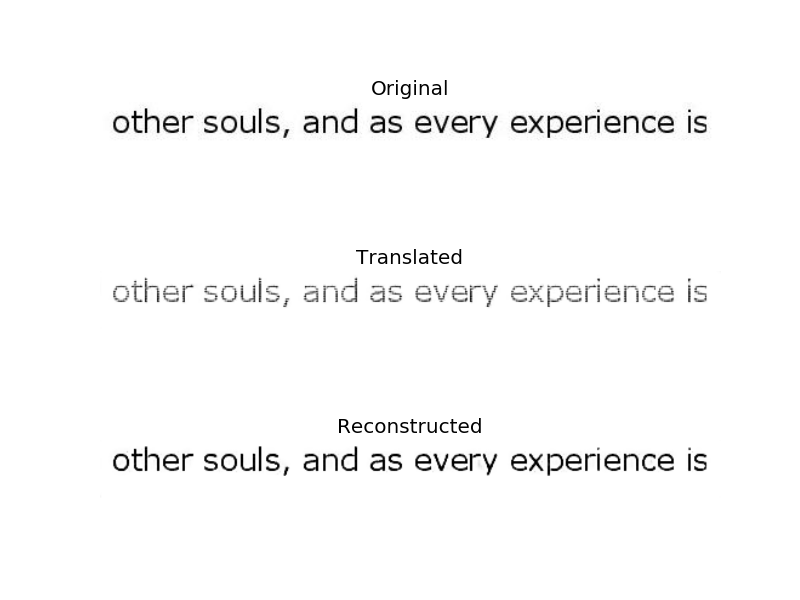 Original
other souls, and as every experience is
Translated
other souls, and as every experience is
Reconstructed
other souls, and as every experience is